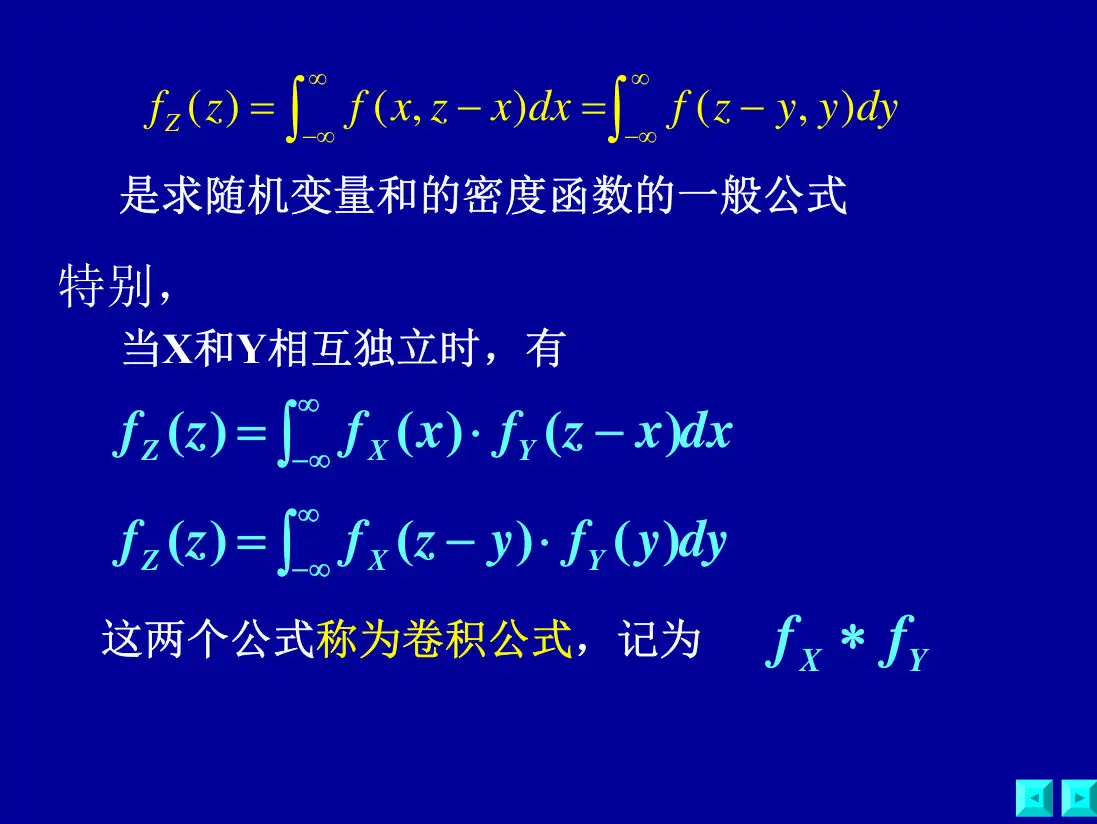 f_Z(z)=∫_{-∞}^{∞} f(x,z−x)dx=∫_{-∞}^{∞} f(z−y,y)dy
是求随机变量和的密度函数的一般公式
特别，
当X和Y相互独立时，有
f_Z(z)=∫_{-∞}^{∞} f_X(x)·f_Y(z−x)dx
f_Z(z)=∫_{-∞}^{∞} f_X(z−y)·f_Y(y)dy
这两个公式称为卷积公式，记为 f_X * f_Y